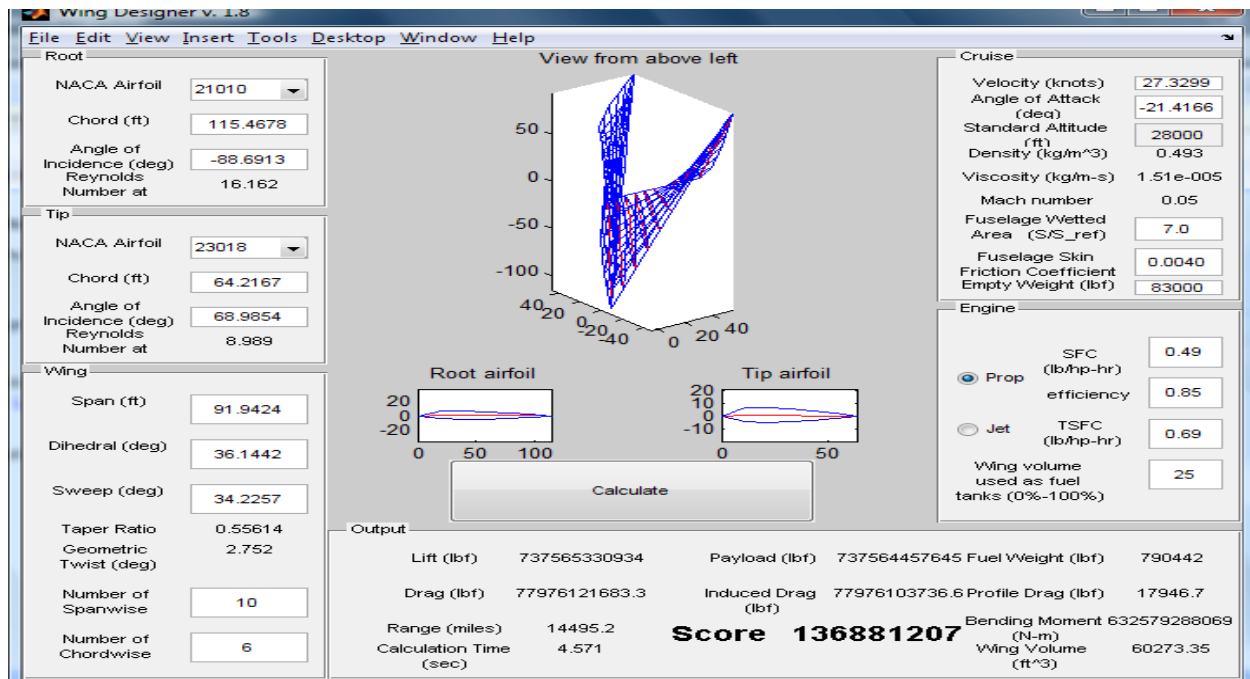 Wing Designer v. 1.8
File Edit View Insert Tools Desktop Window Help
Root
NACA Airfoil 21010
Chord (ft) 115.4678
Angle of
Incidence (deg) -88.6913
Reynolds
Number at 16.162
Tip
NACA Airfoil 23018
Chord (ft) 64.2167
Angle of
Incidence (deg) 68.9854
Reynolds
Number at 8.989
Wing
Span (ft) 91.9424
Dihedral (deg) 36.1442
Sweep (deg) 34.2257
Taper Ratio 0.55614
Geometric
Twist (deg) 2.752
Number of
Spanwise 10
Number of
Chordwise 6
View from above left
50
0
-50
-100
40 20 0 -20 -40
0 20 40
Root airfoil
20
0
-20
0 50 100
Tip airfoil
20
10
0
-10
0 50
Calculate
Cruise
Velocity (knots) 27.3299
Angle of Attack
(deg) -21.4166
Standard Altitude
(ft) 28000
Density (kg/m^3) 0.493
Viscosity (kg/m-s) 1.51e-005
Mach number 0.05
Fuselage Wetted
Area (S/S_ref) 7.0
Fuselage Skin
Friction Coefficient 0.0040
Empty Weight (lbf) 83000
Engine
Prop
SFC
(lb/hp-hr) 0.49
efficiency 0.85
Jet
TSFC
(lb/hp-hr) 0.69
Wing volume
used as fuel
tanks (0%-100%) 25
Output
Lift (lbf) 737565330934 Payload (lbf) 737564457645 Fuel Weight (lbf) 790442
Drag (lbf) 77976121683.3 Induced Drag
(lbf) 77976103736.6 Profile Drag (lbf) 17946.7
Range (miles) 14495.2 Score 136881207 Bending Moment
(N-m) 632579288069
Calculation Time
(sec) 4.571 Wing Volume
(ft^3) 60273.35